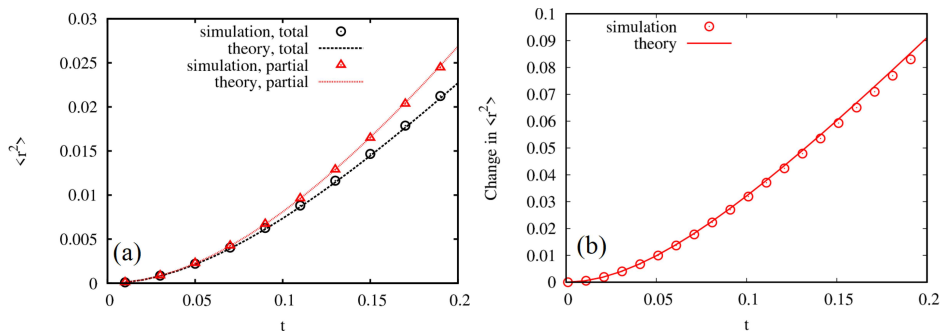 0.03
0.025
0.02
0.015
0.01
0.005
0
<r²>
simulation, total
theory, total
simulation, partial
theory, partial
(a)
0 0.05 0.1 0.15 0.2
t
0.1
0.09
0.08
0.07
0.06
0.05
0.04
0.03
0.02
0.01
0
Change in <r²>
simulation
theory
(b)
0 0.05 0.1 0.15 0.2
t